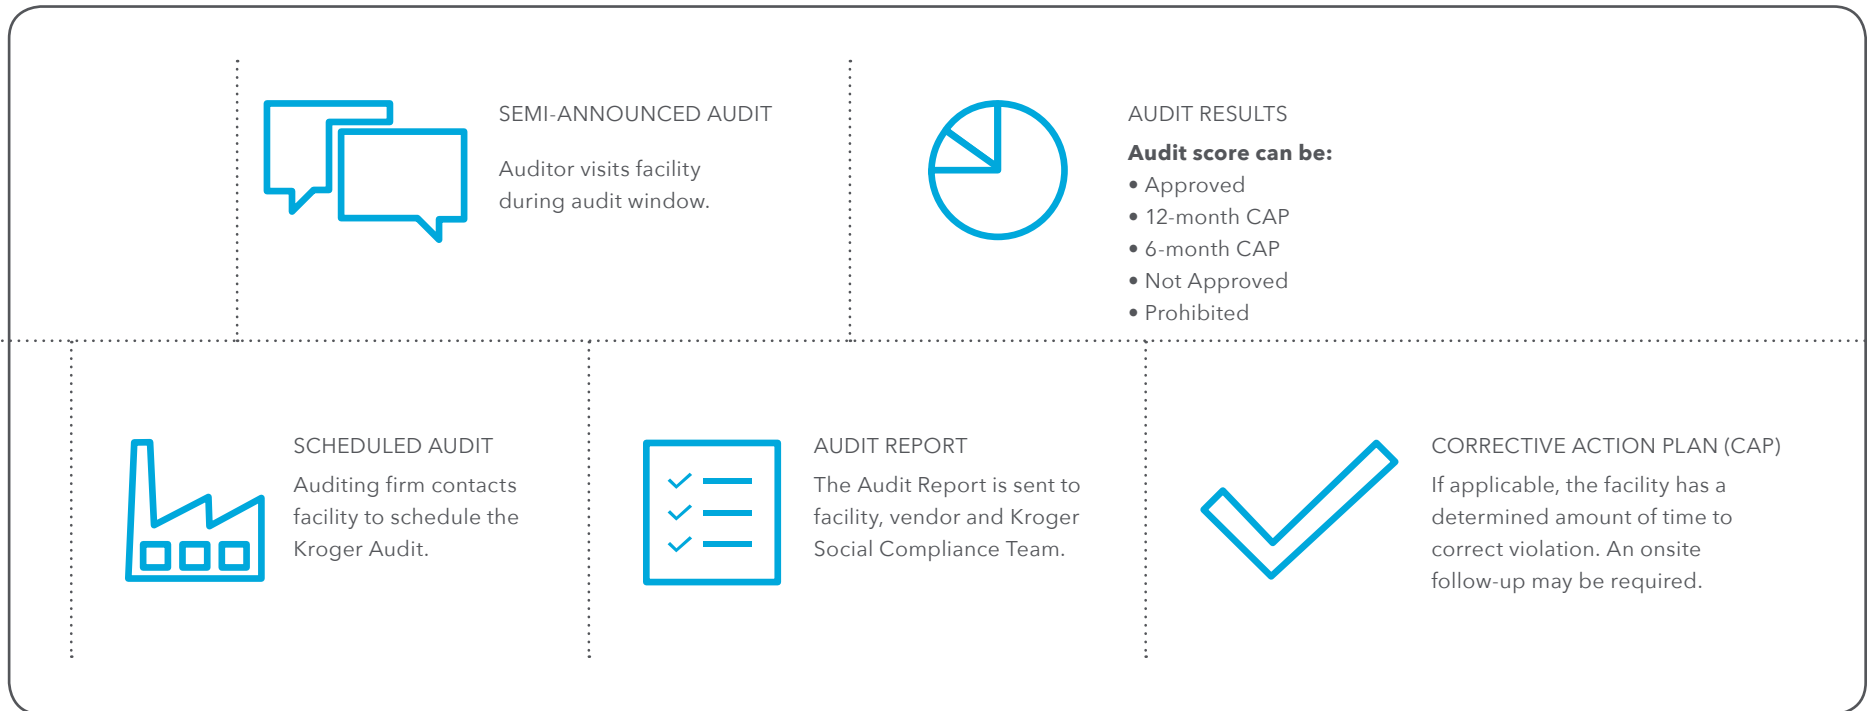 SEMI-ANNOUNCED AUDIT
Auditor visits facility
during audit window.
AUDIT RESULTS
Audit score can be:
• Approved
• 12-month CAP
• 6-month CAP
• Not Approved
• Prohibited
SCHEDULED AUDIT
Auditing firm contacts
facility to schedule the
Kroger Audit.
AUDIT REPORT
The Audit Report is sent to
facility, vendor and Kroger
Social Compliance Team.
CORRECTIVE ACTION PLAN (CAP)
If applicable, the facility has a
determined amount of time to
correct violation. An onsite
follow-up may be required.